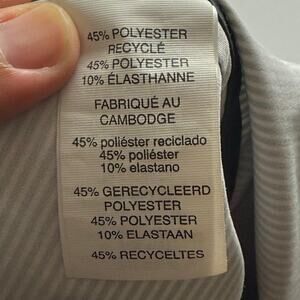 45% POLYESTER
RECYCLÉ
45% POLYESTER
10% ÉLASTHANNE
FABRIQUÉ AU
CAMBODGE
45% poliéster reciclado
45% poliéster
10% elastano
45% GERECYCLEERD
POLYESTER
45% POLYESTER
10% ELASTAAN
45% RECYCELTES